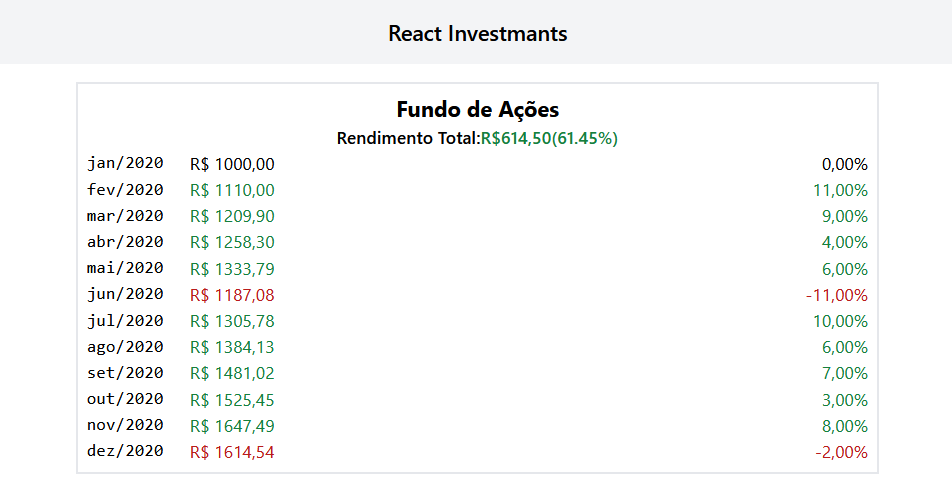 React Investmants
Fundo de Ações
Rendimento Total:R$614,50(61.45%)
jan/2020 R$ 1000,00 0,00%
fev/2020 R$ 1110,00 11,00%
mar/2020 R$ 1209,90 9,00%
abr/2020 R$ 1258,30 4,00%
mai/2020 R$ 1333,79 6,00%
jun/2020 R$ 1187,08 -11,00%
jul/2020 R$ 1305,78 10,00%
ago/2020 R$ 1384,13 6,00%
set/2020 R$ 1481,02 7,00%
out/2020 R$ 1525,45 3,00%
nov/2020 R$ 1647,49 8,00%
dez/2020 R$ 1614,54 -2,00%